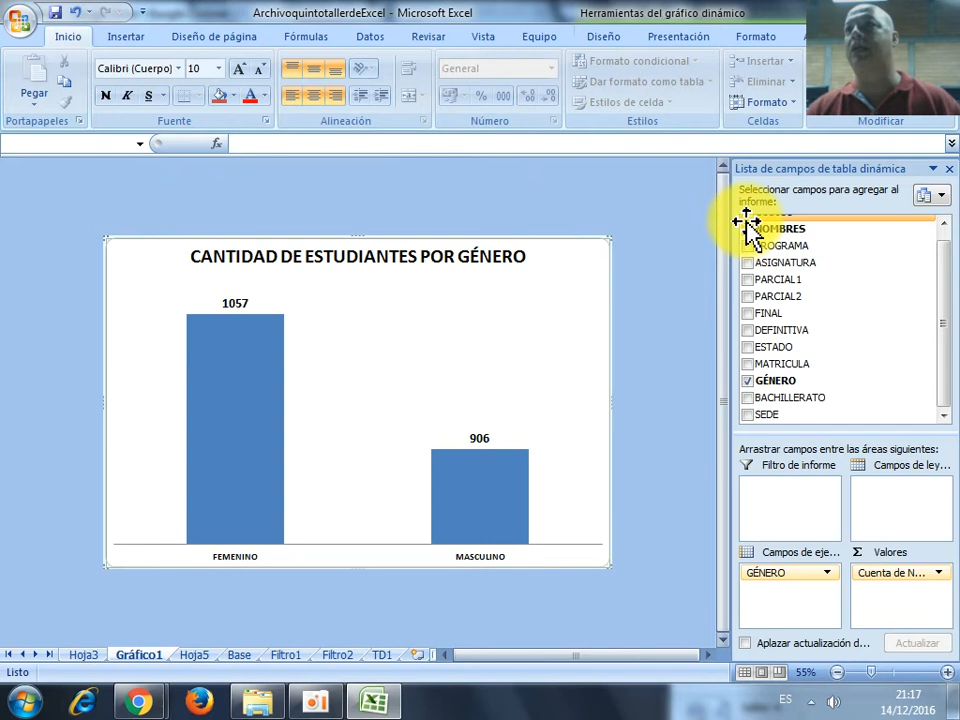 ArchivoquintotallerdeExcel - Microsoft Excel
Herramientas del gráfico dinámico
Inicio Insertar Diseño de página Fórmulas Datos Revisar Vista Equipo Diseño Presentación Formato
Pegar
Calibri (Cuerpo) 10
N K S
General
% 000
Formato condicional
Dar formato como tabla
Estilos de celda
Insertar
Eliminar
Formato
Portapapeles Fuente Alineación Número Estilos Celdas Modificar
fx
Lista de campos de tabla dinámica
Seleccionar campos para agregar al
informe:
NOMBRES
PROGRAMA
ASIGNATURA
PARCIAL1
PARCIAL2
FINAL
DEFINITIVA
ESTADO
MATRICULA
GÉNERO
BACHILLERATO
SEDE
CANTIDAD DE ESTUDIANTES POR GÉNERO
1057
906
FEMENINO MASCULINO
Arrastrar campos entre las áreas siguientes:
Filtro de informe Campos de ley...
Campos de eje... Σ Valores
GÉNERO Cuenta de N...
Aplazar actualización d... Actualizar
Hoja3 Gráfico1 Hoja5 Base Filtro1 Filtro2 TD1
Listo 55%
ES 21:17
14/12/2016